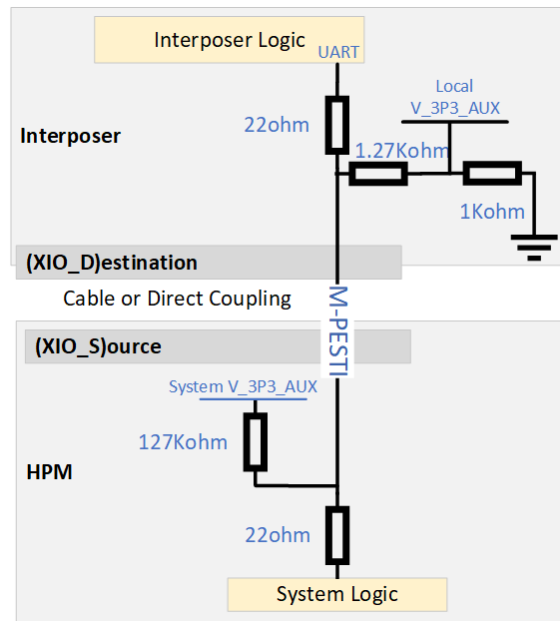 Interposer Logic
UART
Local
V_3P3_AUX
22ohm
Interposer
1.27Kohm
1Kohm
(XIO_D)estination
Cable or Direct Coupling
M-PESTI
(XIO_S)ource
System V_3P3_AUX
127Kohm
HPM
22ohm
System Logic